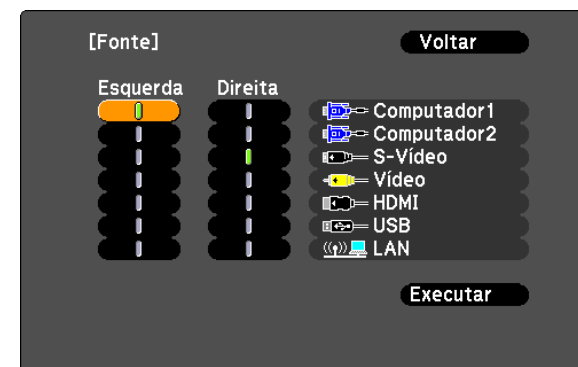 [Fonte] Voltar
Esquerda Direita
Computador1
Computador2
S-Vídeo
Vídeo
HDMI
USB
LAN
Executar